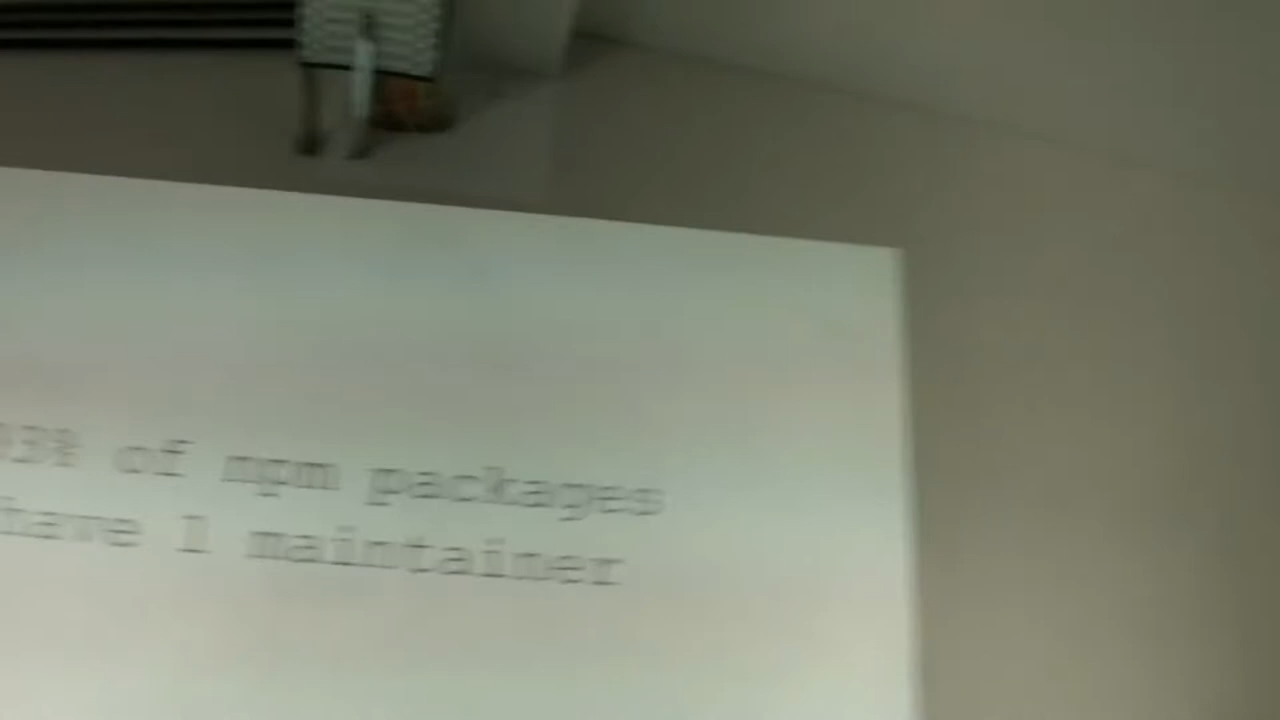 of npm packages
have 1 maintainer